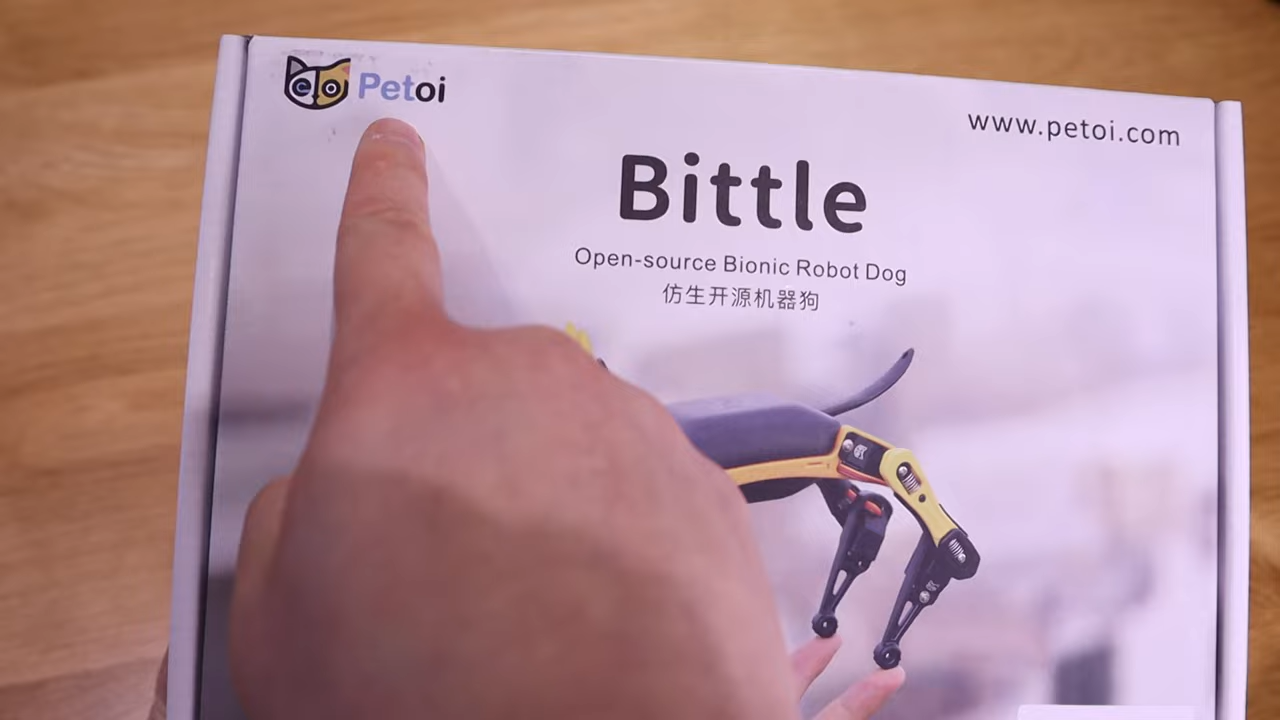 Petoi
www.petoi.com
Bittle
Open-source Bionic Robot Dog
仿生开源机器狗